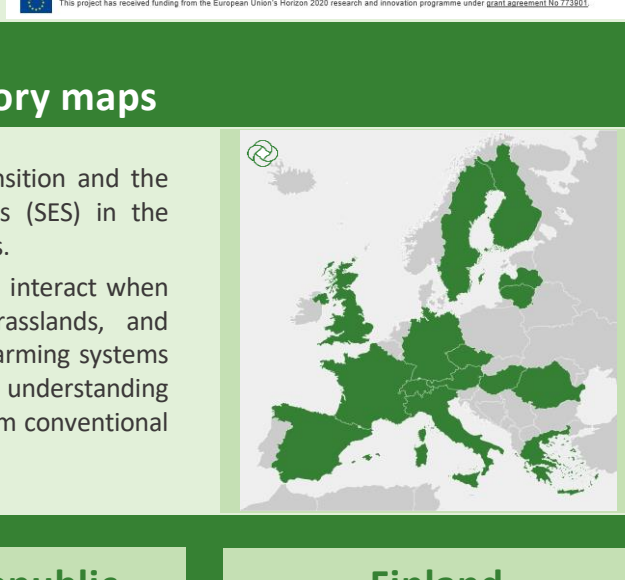 This project has received funding from the European Union's Horizon 2020 research and innovation programme under grant agreement No 773901.
ory maps
nsition and the
s (SES) in the
s.
interact when
rasslands, and
arming systems
understanding
m conventional
epublic
Finland